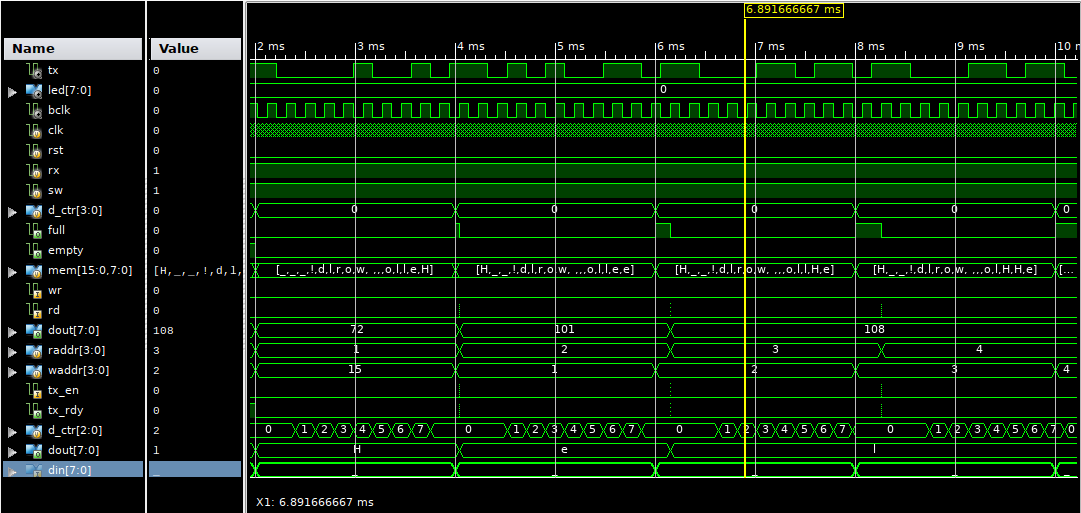 6.891666667 ms
Name Value 2 ms 3 ms 4 ms 5 ms 6 ms 7 ms 8 ms 9 ms 10 m
tx 0
led[7:0] 0 0
bclk 0
clk 0
rst 0
rx 1
sw 1
d_ctr[3:0] 0 0 0 0 0 0
full 0
empty 0
mem[15:0,7:0] [H,_,_,!,d,l, [_,_,_,!,d,l,r,o,w, ,,,o,l,l,e,H] [H,_,_,!,d,l,r,o,w, ,,,o,l,l,e,e] [H,_,_,!,d,l,r,o,w, ,,,o,l,l,H,e] [H,_,_,!,d,l,r,o,w, ,,,o,l,H,H,e] [...
wr 0
rd 0
dout[7:0] 108 72 101 108
raddr[3:0] 3 1 2 3 4
waddr[3:0] 2 15 1 2 3 4
tx_en 0
tx_rdy 0
d_ctr[2:0] 2 0 1 2 3 4 5 6 7 0 1 2 3 4 5 6 7 0 1 2 3 4 5 6 7 0 1 2 3 4 5 6 7 0
dout[7:0] l H e l
din[7:0] _ _ _ _ _ _
X1: 6.891666667 ms